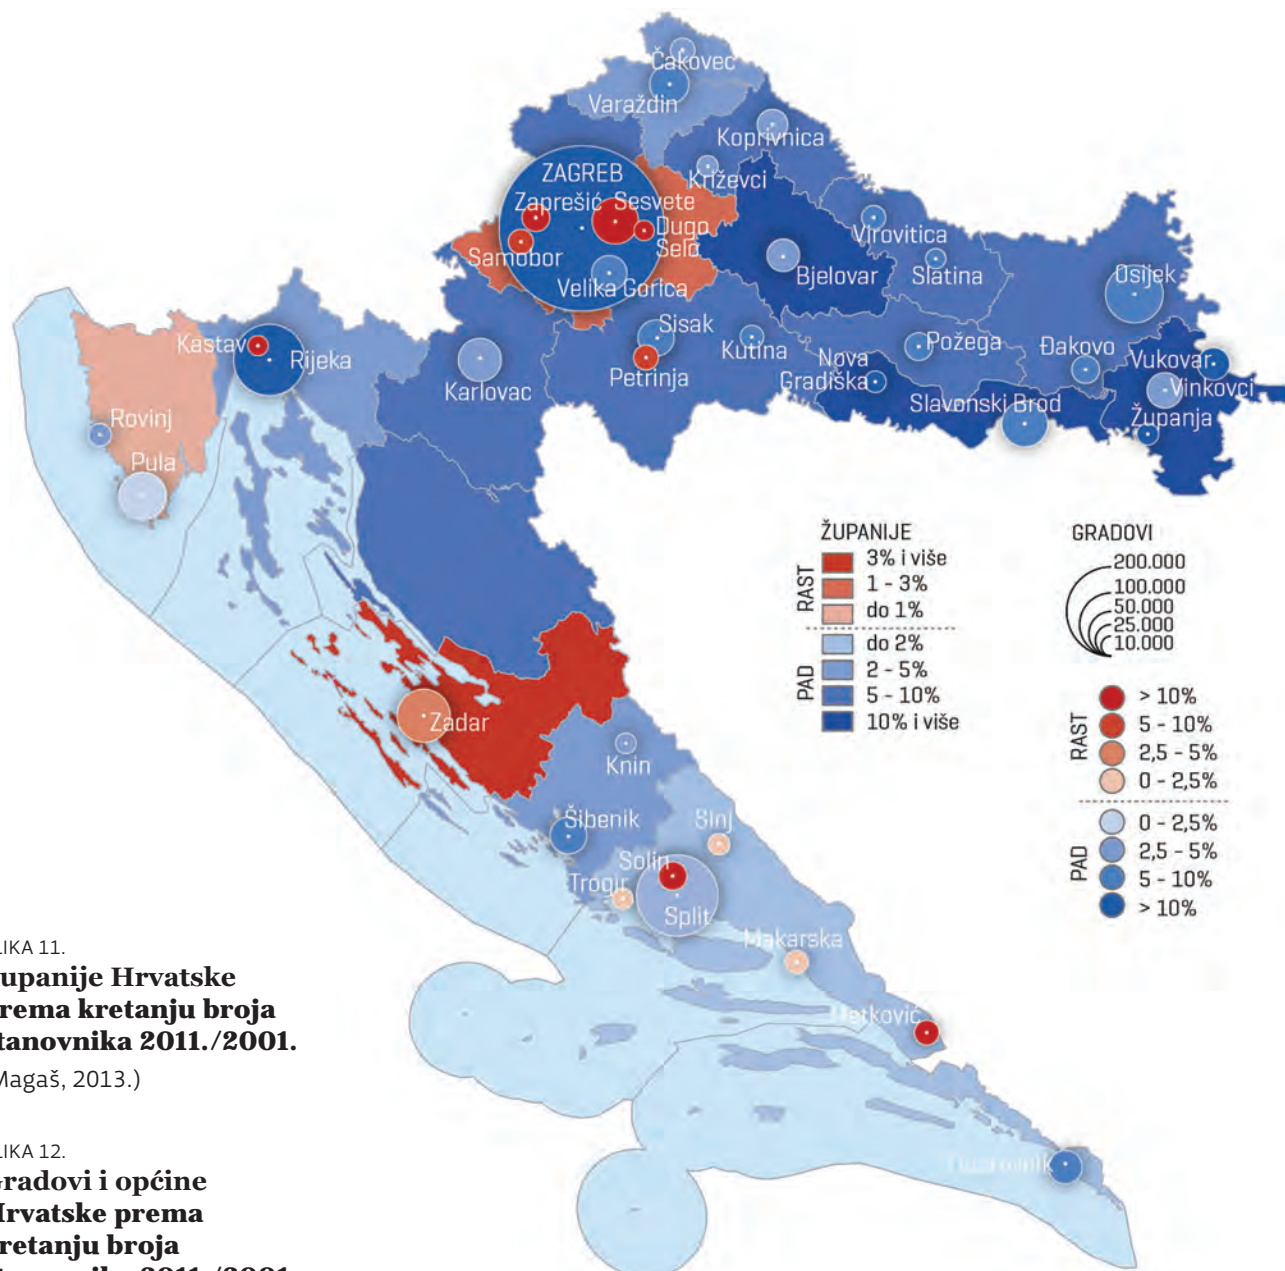 Čakovec
Varaždin
Koprivnica
Križevci
ZAGREB
Zaprešić
Sesvete
Dugo
Selo
Samobor
Velika Gorica
Virovitica
Slatina
Bjelovar
Osijek
Kastav
Rijeka
Karlovac
Sisak
Petrinja
Kutina
Nova
Gradiška
Požega
Đakovo
Vukovar
Vinkovci
Slavonski Brod
Županja
Rovinj
Pula
ŽUPANIJE
RAST
3% i više
1 - 3%
do 1%
PAD
do 2%
2 - 5%
5 - 10%
10% i više
GRADOVI
200.000
100.000
50.000
25.000
10.000
RAST
> 10%
5 - 10%
2,5 - 5%
0 - 2,5%
PAD
0 - 2,5%
2,5 - 5%
5 - 10%
> 10%
Zadar
Knin
Šibenik
Sinj
Solin
Trogir
Split
Makarska
Metković
Dubrovnik
LIKA 11.
upanije Hrvatske
rema kretanju broja
tanovnika 2011./2001.
Magaš, 2013.)
LIKA 12.
radovi i općine
Hrvatske prema
retanju broja